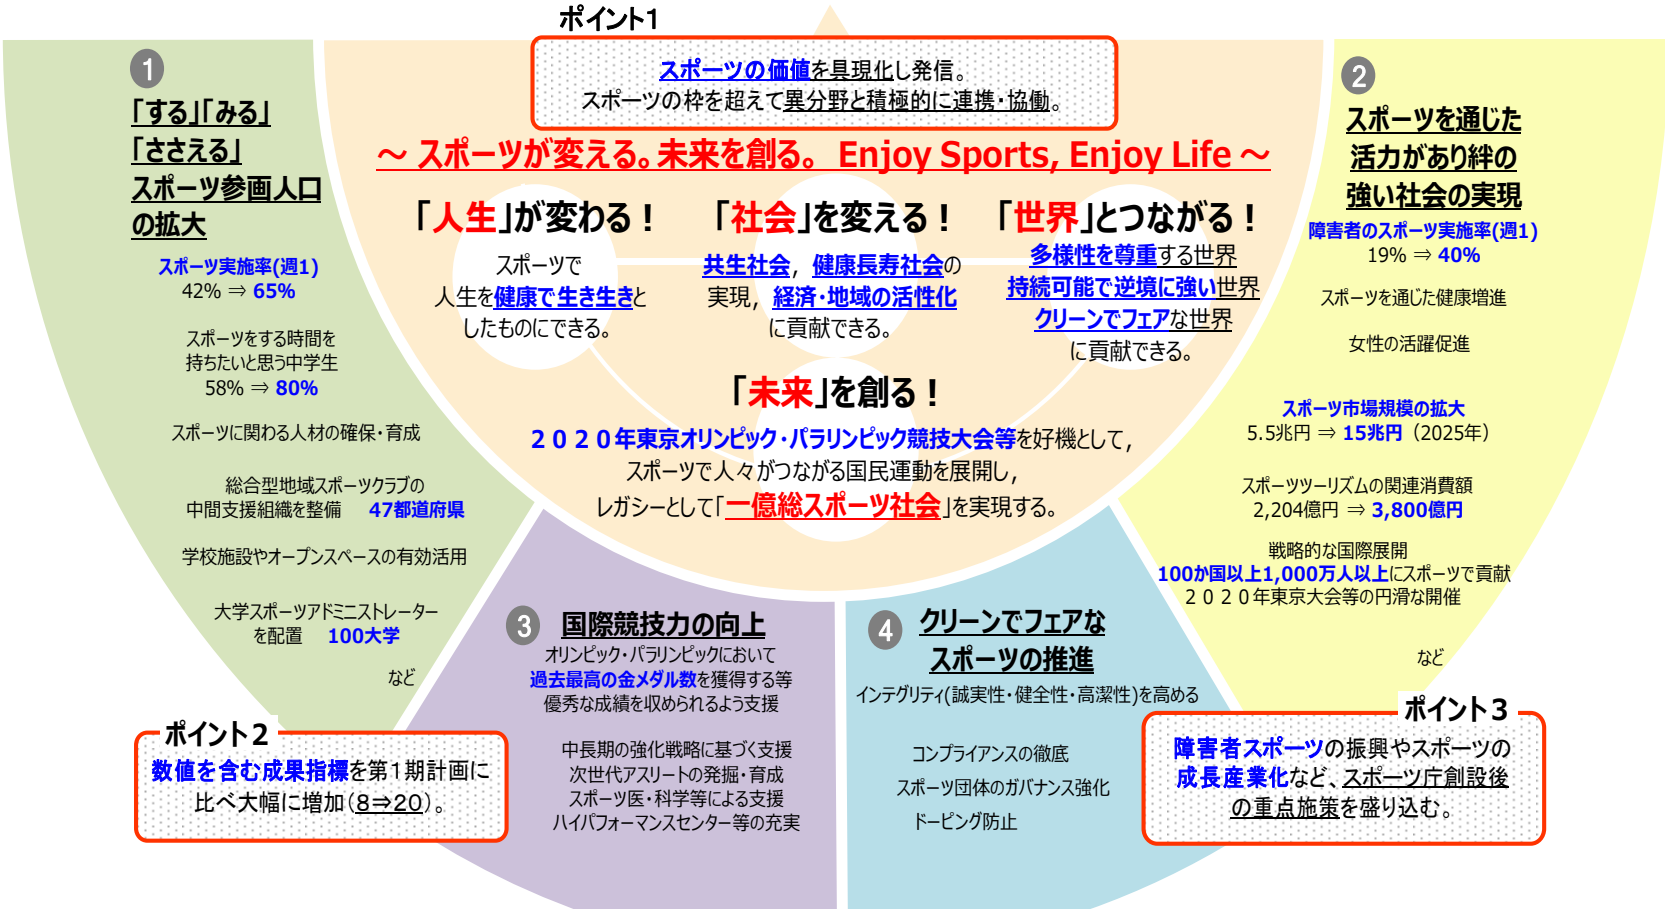 ポイント1
スポーツの価値を具現化し発信。
スポーツの枠を超えて異分野と積極的に連携・協働。
～ スポーツが変える。未来を創る。 Enjoy Sports, Enjoy Life ～
「人生」が変わる！
スポーツで
人生を健康で生き生きと
したものにできる。
「社会」を変える！
共生社会，健康長寿社会の
実現，経済・地域の活性化
に貢献できる。
「世界」とつながる！
多様性を尊重する世界
持続可能で逆境に強い世界
クリーンでフェアな世界
に貢献できる。
「未来」を創る！
２０２０年東京オリンピック・パラリンピック競技大会等を好機として，
スポーツで人々がつながる国民運動を展開し，
レガシーとして「一億総スポーツ社会」を実現する。
1
「する」「みる」
「ささえる」
スポーツ参画人口
の拡大
スポーツ実施率(週1)
42% ⇒ 65%
スポーツをする時間を
持ちたいと思う中学生
58% ⇒ 80%
スポーツに関わる人材の確保・育成
総合型地域スポーツクラブの
中間支援組織を整備　47都道府県
学校施設やオープンスペースの有効活用
大学スポーツアドミニストレーター
を配置　100大学
など
ポイント２
数値を含む成果指標を第１期計画に
比べ大幅に増加(8⇒20)。
2
スポーツを通じた
活力があり絆の
強い社会の実現
障害者のスポーツ実施率(週1)
19% ⇒ 40%
スポーツを通じた健康増進
女性の活躍促進
スポーツ市場規模の拡大
5.5兆円 ⇒ 15兆円（2025年）
スポーツツーリズムの関連消費額
2,204億円 ⇒ 3,800億円
戦略的な国際展開
100か国以上1,000万人以上にスポーツで貢献
２０２０年東京大会等の円滑な開催
など
3
国際競技力の向上
オリンピック・パラリンピックにおいて
過去最高の金メダル数を獲得する等
優秀な成績を収められるよう支援
中長期の強化戦略に基づく支援
次世代アスリートの発掘・育成
スポーツ医・科学等による支援
ハイパフォーマンスセンター等の充実
4
クリーンでフェアな
スポーツの推進
インテグリティ(誠実性・健全性・高潔性)を高める
コンプライアンスの徹底
スポーツ団体のガバナンス強化
ドーピング防止
ポイント３
障害者スポーツの振興やスポーツの
成長産業化など、スポーツ庁創設後
の重点施策を盛り込む。